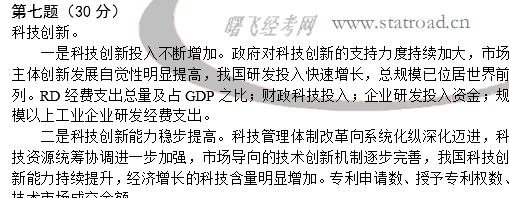 第七题（30 分）
曙飞经考网
www.statroad.cn
科技创新。
一是科技创新投入不断增加。政府对科技创新的支持力度持续加大，市场
主体创新发展自觉性明显提高，我国研发投入快速增长，总规模已位居世界前
列。RD 经费支出总量及占 GDP 之比；财政科技投入；企业研发投入资金；规
模以上工业企业研发经费支出。
二是科技创新能力稳步提高。科技管理体制改革向系统化纵深化迈进，科
技资源统筹协调进一步加强，市场导向的技术创新机制逐步完善，我国科技创
新能力持续提升，经济增长的科技含量明显增加。专利申请数、授予专利权数、
技术市场成交金额